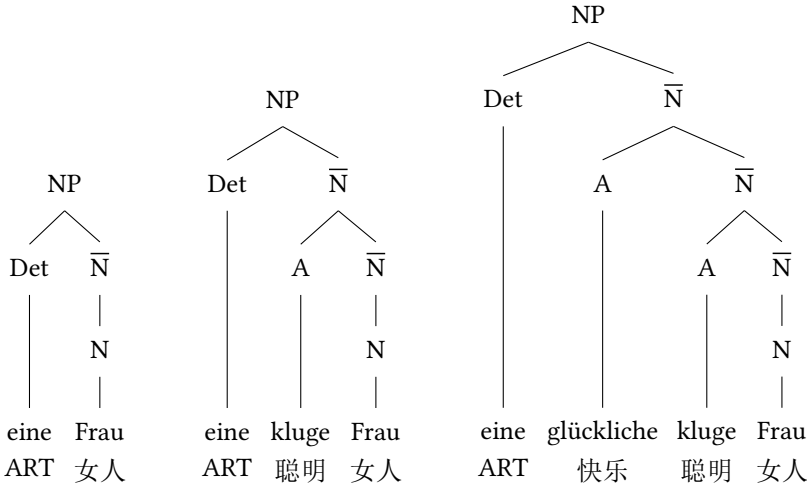 NP
NP
Det
N̅
NP
Det
N̅
A
N̅
Det
N̅
A
N̅
A
N̅
N
N
N
eine Frau
ART 女人
eine kluge Frau
ART 聪明 女人
eine glückliche kluge Frau
ART 快乐 聪明 女人